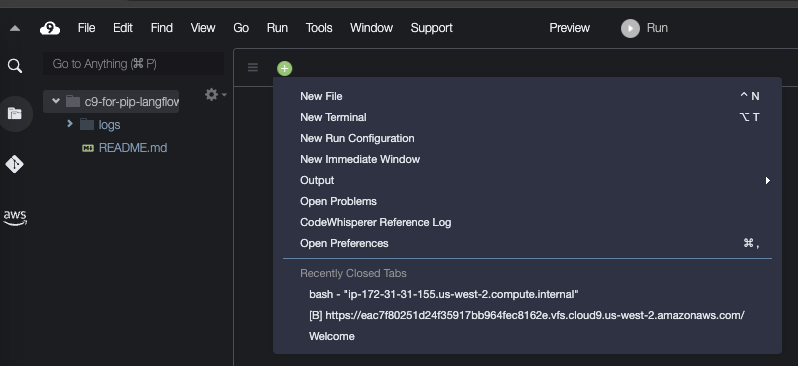 File Edit Find View Go Run Tools Window Support Preview Run
Go to Anything (⌘ P)
c9-for-pip-langflow
logs
README.md
aws
New File ^ N
New Terminal ⌥ T
New Run Configuration
New Immediate Window
Output
Open Problems
CodeWhisperer Reference Log
Open Preferences ⌘ ,
Recently Closed Tabs
bash - "ip-172-31-31-155.us-west-2.compute.internal"
[B] https://eac7f80251d24f35917bb964fec8162e.vfs.cloud9.us-west-2.amazonaws.com/
Welcome